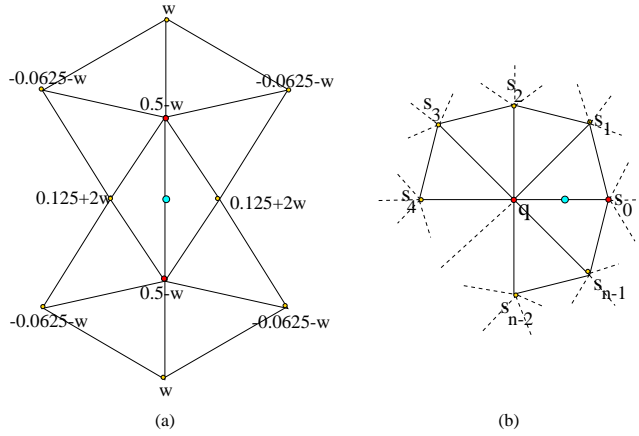 w
-0.0625-w
-0.0625-w
0.5-w
0.125+2w
0.125+2w
0.5-w
-0.0625-w
-0.0625-w
w
(a)
s2
s3
s1
s4
q
s0
sn-1
sn-2
(b)